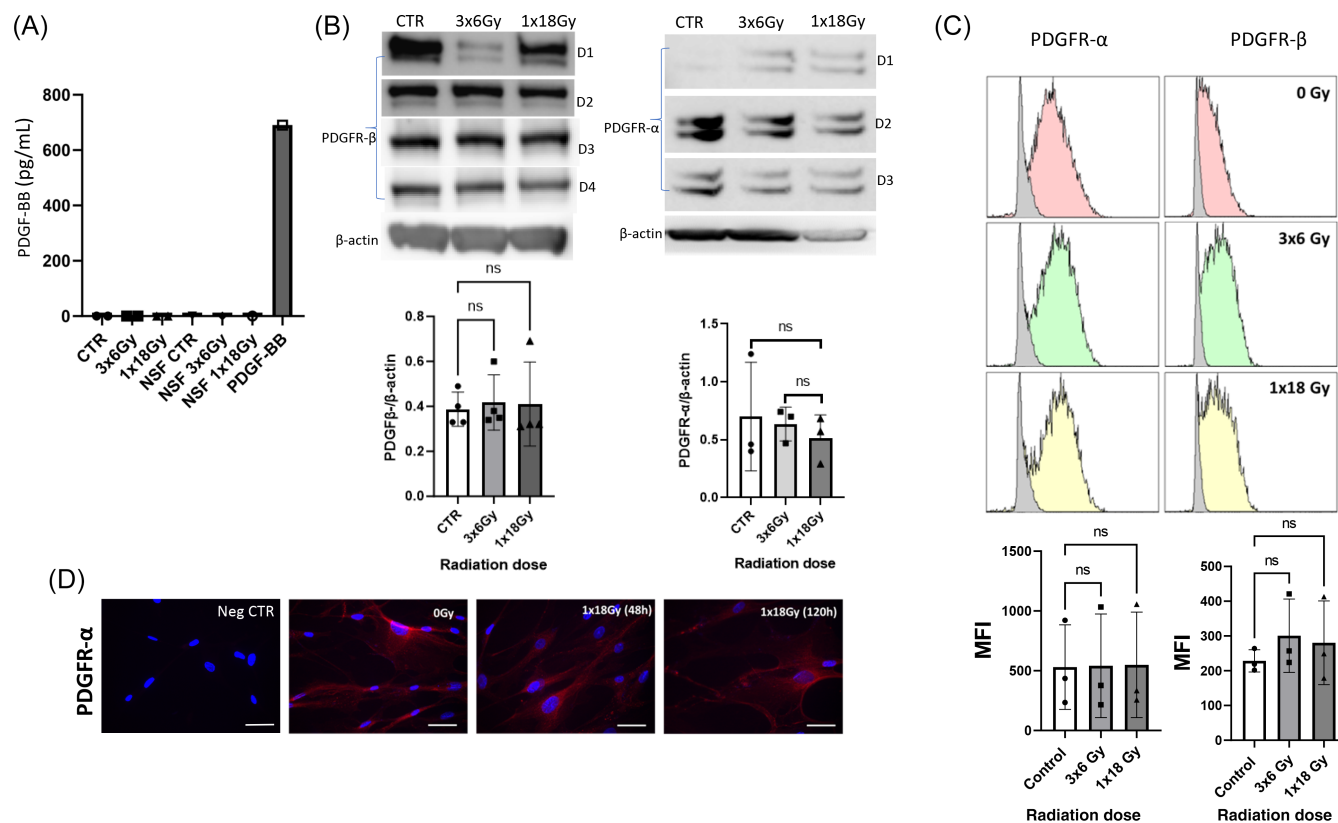 (A)
800
600
400
200
0
PDGF-BB (pg/mL)
CTR
3x6Gy
1x18Gy
NSF CTR
NSF 3x6Gy
NSF 1x18Gy
PDGF-BB
(B)
CTR 3x6Gy 1x18Gy
D1
D2
PDGFR-β
D3
D4
β-actin
CTR 3x6Gy 1x18Gy
D1
D2
PDGFR-α
D3
β-actin
ns
ns
0.8
0.6
0.4
0.2
0.0
PDGFβ-/β-actin
CTR
3x6Gy
1x18Gy
Radiation dose
ns
ns
1.5
1.0
0.5
0.0
PDGFR-α/β-actin
CTR
3x6Gy
1x18Gy
Radiation dose
(C)
PDGFR-α PDGFR-β
0 Gy
3x6 Gy
1x18 Gy
ns
ns
1500
1000
500
0
MFI
Control
3x6 Gy
1x18 Gy
Radiation dose
ns
ns
500
400
300
200
100
0
MFI
Control
3x6 Gy
1x18 Gy
Radiation dose
(D)
PDGFR-α
Neg CTR
0Gy
1x18Gy (48h)
1x18Gy (120h)